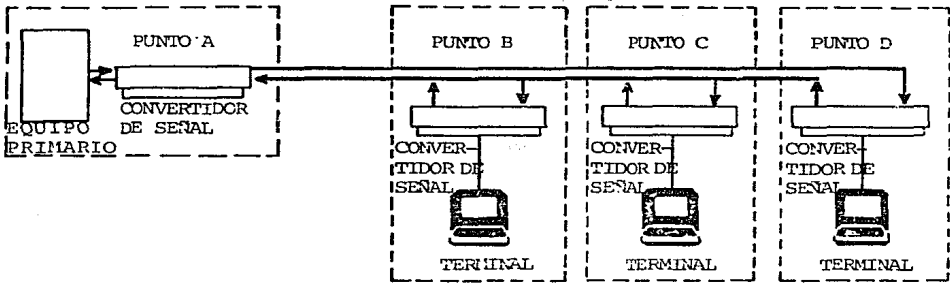 PUNTO A
CONVERTIDOR
DE SEÑAL
EQUIPO
PRIMARIO
PUNTO B
CONVER-
TIDOR DE
SEÑAL
TERMINAL
PUNTO C
CONVER-
TIDOR DE
SEÑAL
TERMINAL
PUNTO D
CONVER-
TIDOR DE
SEÑAL
TERMINAL